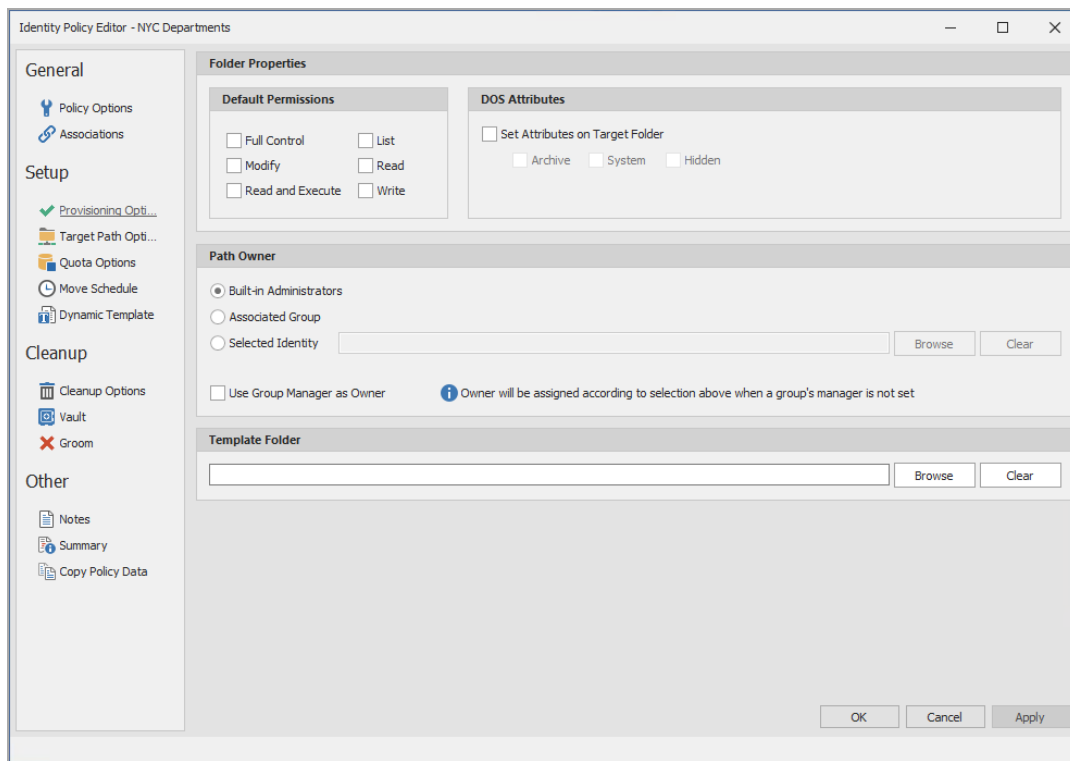 Identity Policy Editor - NYC Departments
General
Policy Options
Associations
Setup
Provisioning Opti...
Target Path Opti...
Quota Options
Move Schedule
Dynamic Template
Cleanup
Cleanup Options
Vault
Groom
Other
Notes
Summary
Copy Policy Data
Folder Properties
Default Permissions
Full Control
List
Modify
Read
Read and Execute
Write
DOS Attributes
Set Attributes on Target Folder
Archive System Hidden
Path Owner
Built-in Administrators
Associated Group
Selected Identity
Browse Clear
Use Group Manager as Owner
Owner will be assigned according to selection above when a group's manager is not set
Template Folder
Browse Clear
OK Cancel Apply